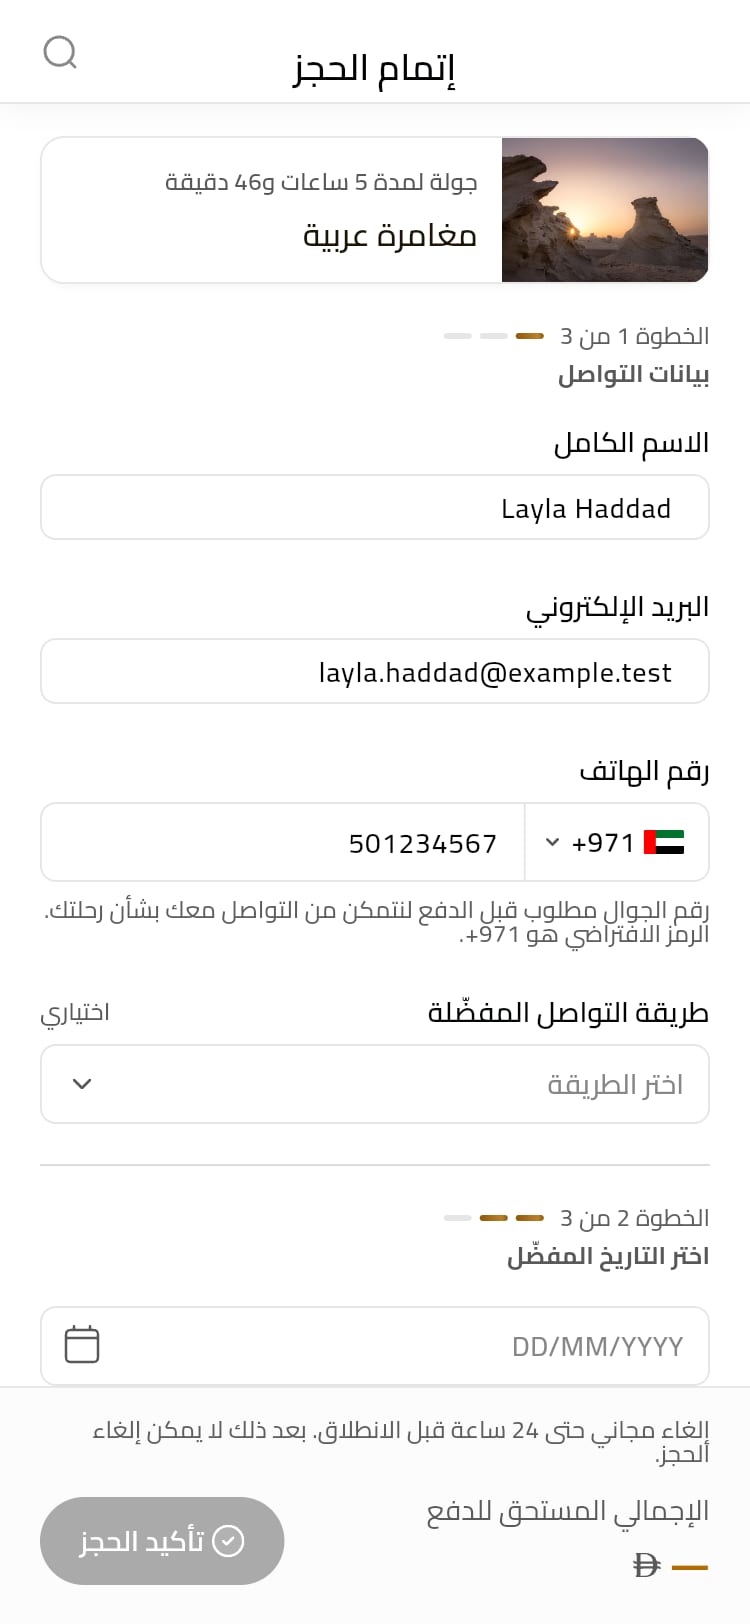 إتمام الحجز
جولة لمدة 5 ساعات و46 دقيقة
مغامرة عربية
الخطوة 1 من 3
بيانات التواصل
الاسم الكامل
Layla Haddad
البريد الإلكتروني
layla.haddad@example.test
رقم الهاتف
+971
501234567
رقم الجوال مطلوب قبل الدفع لنتمكن من التواصل معك بشأن رحلتك.
الرمز الافتراضي هو 971+.
طريقة التواصل المفضّلة
اختياري
اختر الطريقة
الخطوة 2 من 3
اختر التاريخ المفضّل
DD/MM/YYYY
إلغاء مجاني حتى 24 ساعة قبل الانطلاق. بعد ذلك لا يمكن إلغاء
الحجز.
الإجمالي المستحق للدفع
— 
تأكيد الحجز